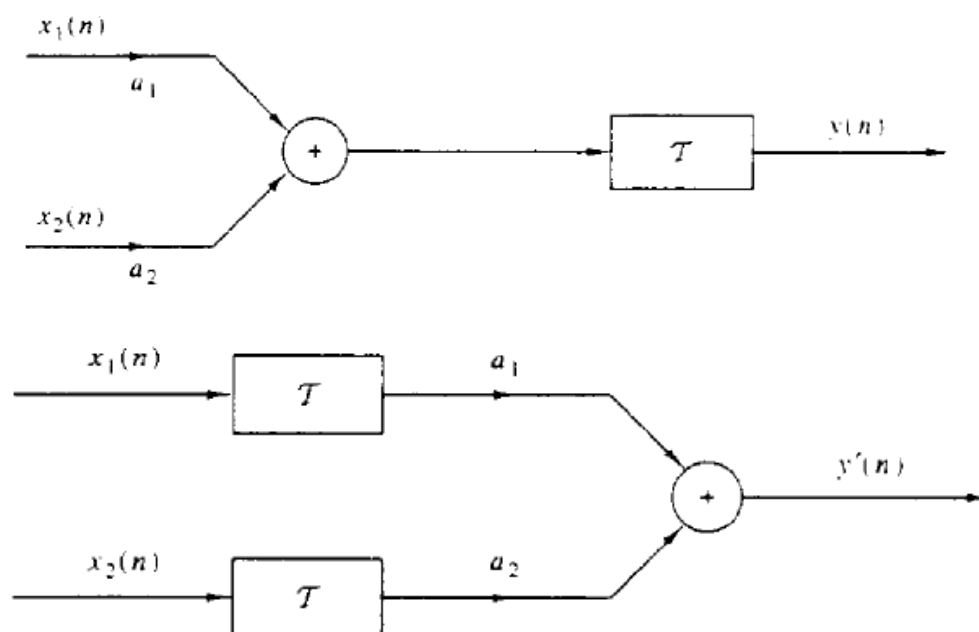 x₁(n)
a₁
+
𝒯
y(n)
x₂(n)
a₂
x₁(n)
𝒯
a₁
+
y′(n)
x₂(n)
𝒯
a₂